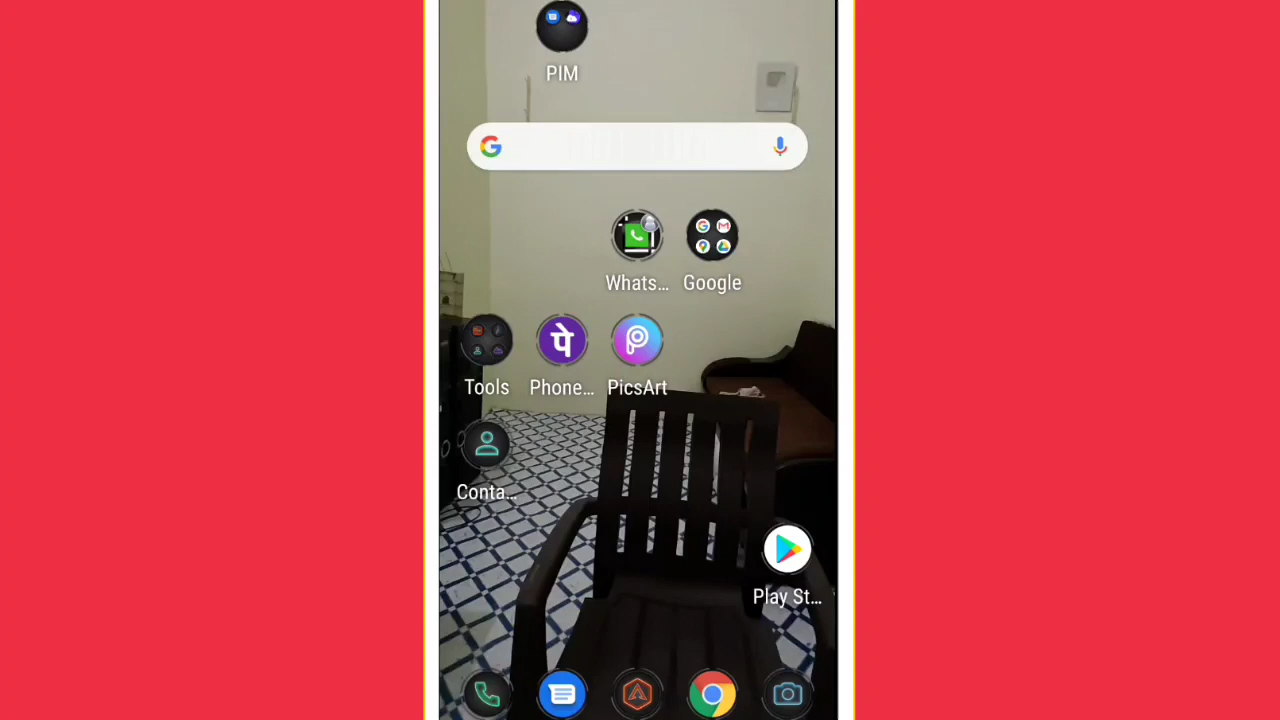 PIM
Whats...
Google
Tools
Phone...
पे
PicsArt
Conta...
Play St...